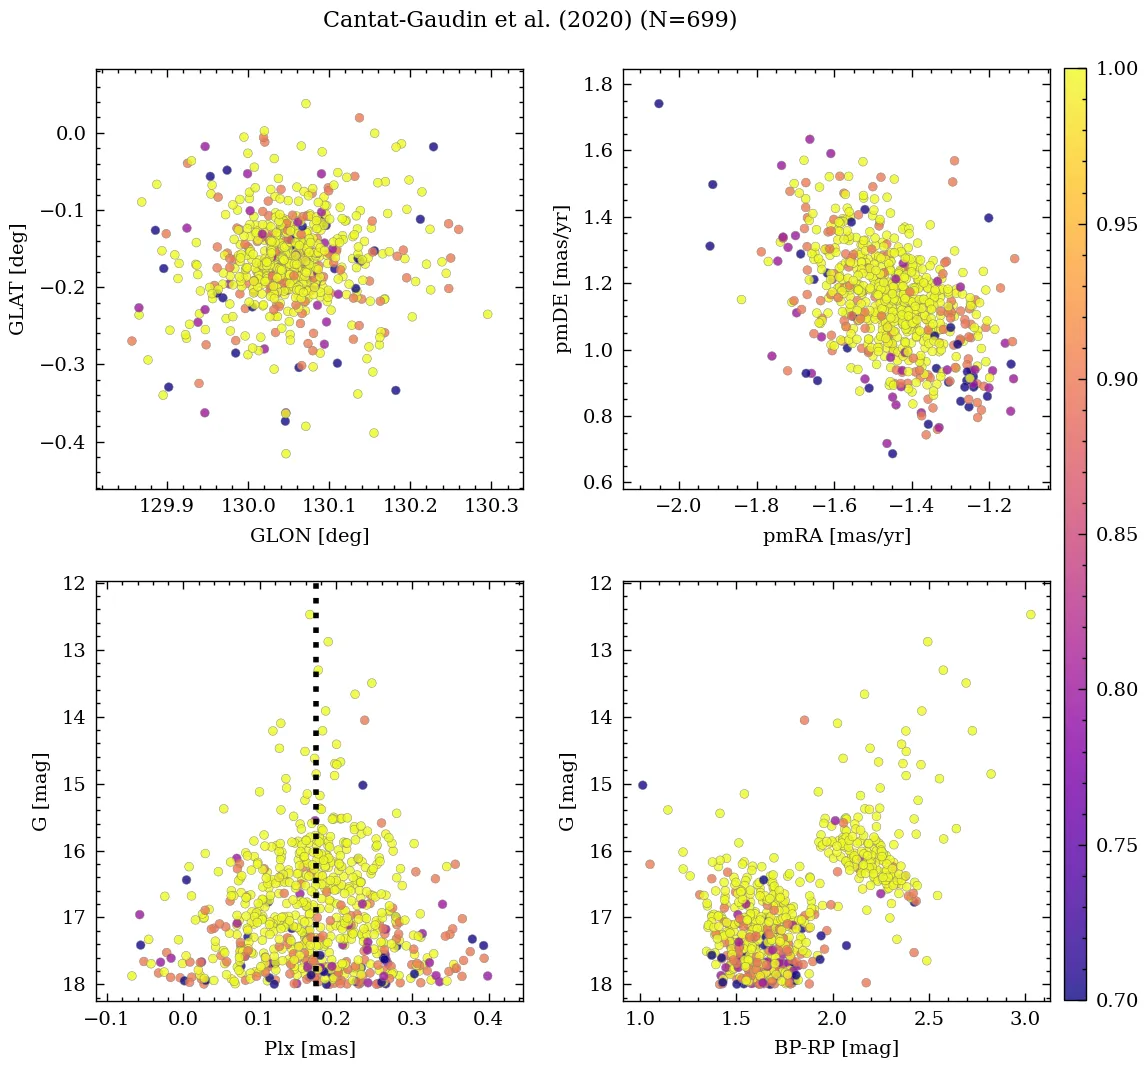 Cantat-Gaudin et al. (2020) (N=699)
0.0
−0.1
−0.2
−0.3
−0.4
GLAT [deg]
129.9 130.0 130.1 130.2 130.3
GLON [deg]
1.8
1.6
1.4
1.2
1.0
0.8
0.6
pmDE [mas/yr]
−2.0 −1.8 −1.6 −1.4 −1.2
pmRA [mas/yr]
12
13
14
15
16
17
18
G [mag]
−0.1 0.0 0.1 0.2 0.3 0.4
Plx [mas]
12
13
14
15
16
17
18
G [mag]
1.0 1.5 2.0 2.5 3.0
BP-RP [mag]
1.00
0.95
0.90
0.85
0.80
0.75
0.70